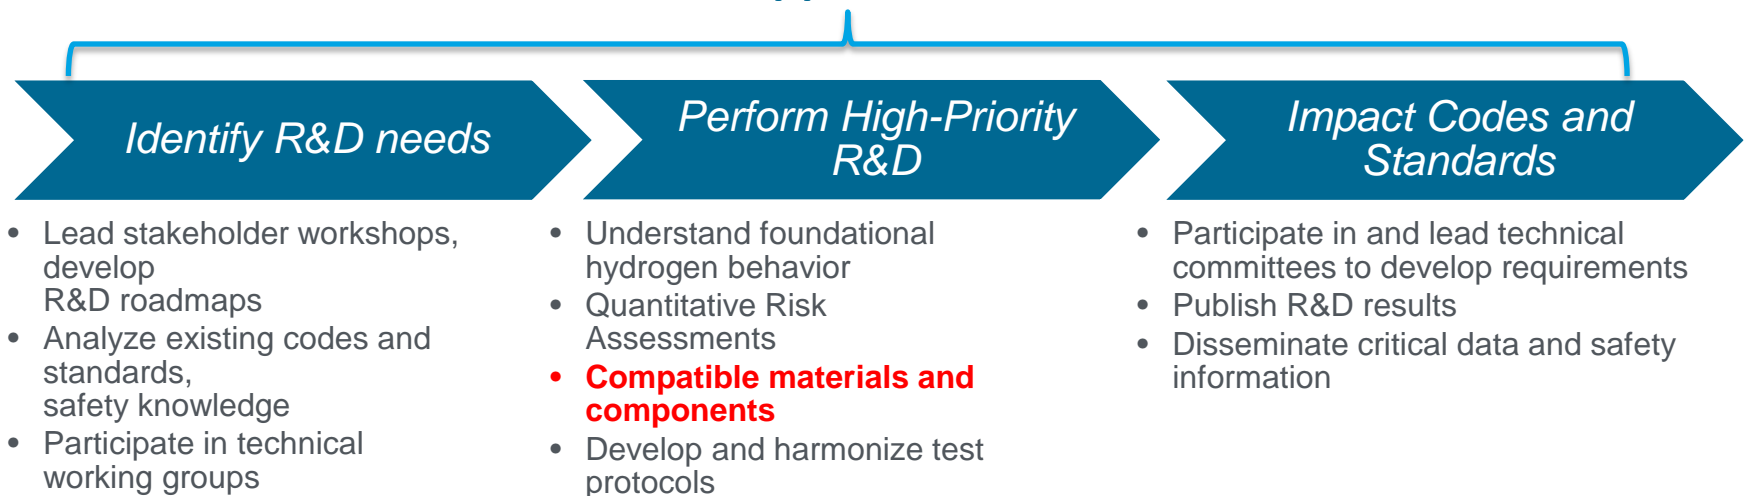 Identify R&D needs
Perform High-Priority
R&D
Impact Codes and
Standards
• Lead stakeholder workshops,
develop
R&D roadmaps
• Analyze existing codes and
standards,
safety knowledge
• Participate in technical
working groups
• Understand foundational
hydrogen behavior
• Quantitative Risk
Assessments
• Compatible materials and
components
• Develop and harmonize test
protocols
• Participate in and lead technical
committees to develop requirements
• Publish R&D results
• Disseminate critical data and safety
information